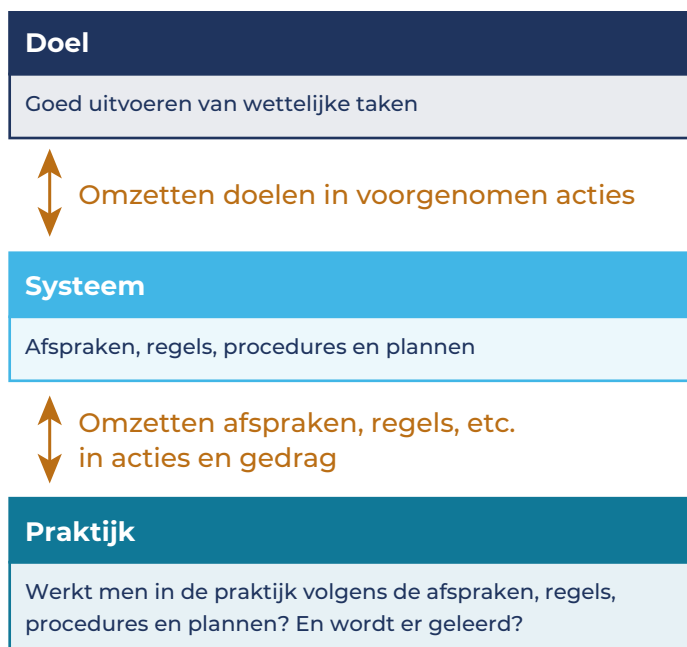 Doel
Goed uitvoeren van wettelijke taken
Omzetten doelen in voorgenomen acties
Systeem
Afspraken, regels, procedures en plannen
Omzetten afspraken, regels, etc.
in acties en gedrag
Praktijk
Werkt men in de praktijk volgens de afspraken, regels,
procedures en plannen? En wordt er geleerd?